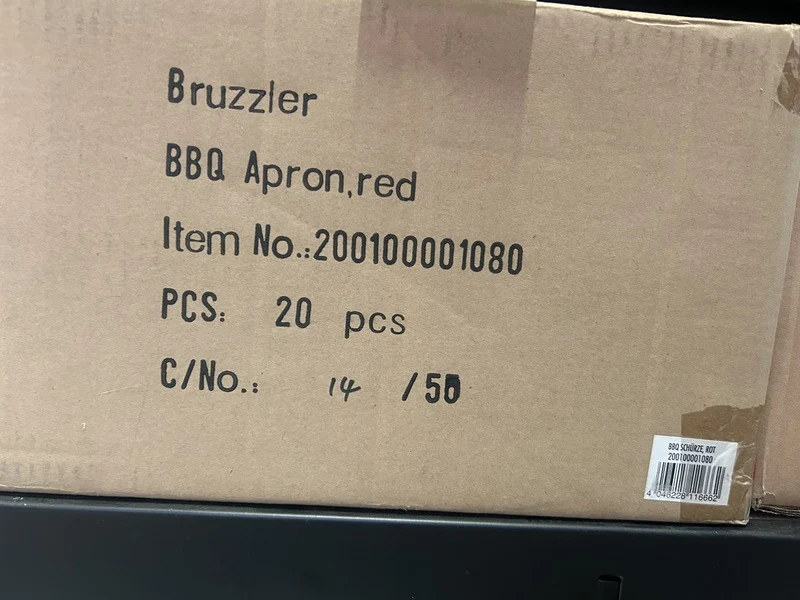 Bruzzler
BBQ Apron,red
Item No.:200100001080
PCS: 20 pcs
C/No.: 14 /50
BBQ SCHÜRZE, ROT
200100001080
4 046228 116662